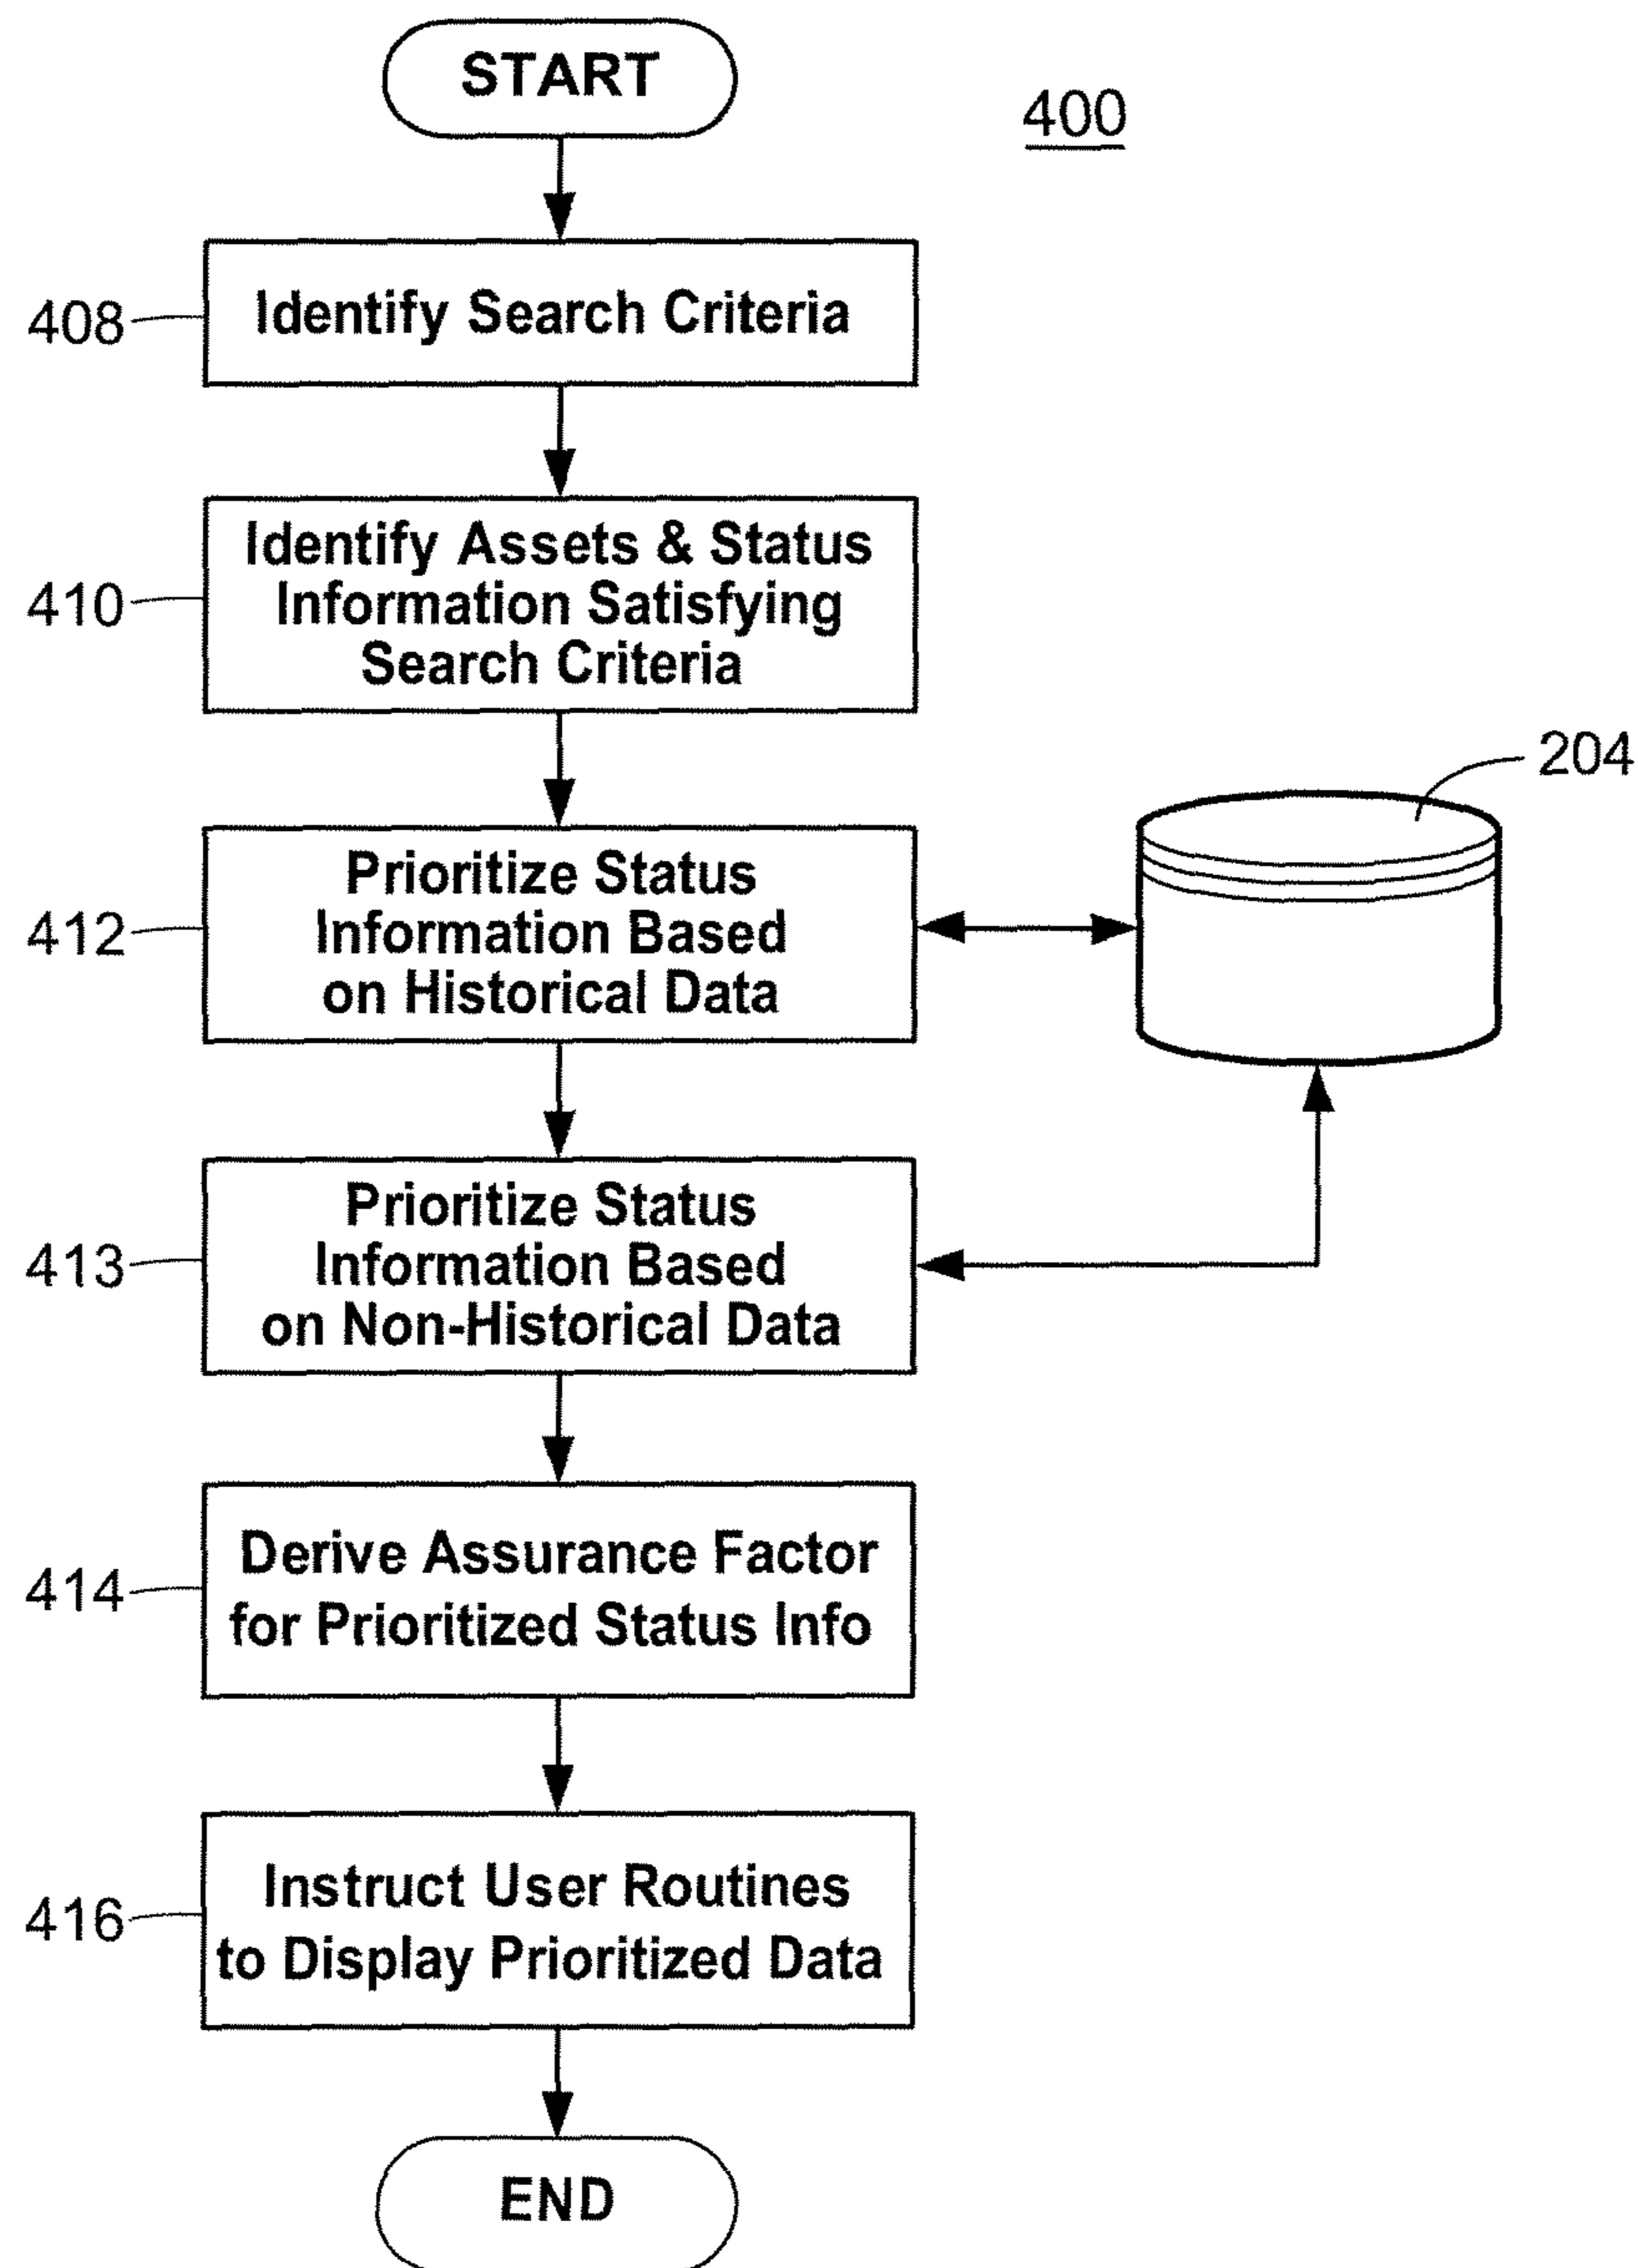 START
400
408
Identify Search Criteria
410
Identify Assets & Status
Information Satisfying
Search Criteria
204
412
Prioritize Status
Information Based
on Historical Data
413
Prioritize Status
Information Based
on Non-Historical Data
414
Derive Assurance Factor
for Prioritized Status Info
416
Instruct User Routines
to Display Prioritized Data
END